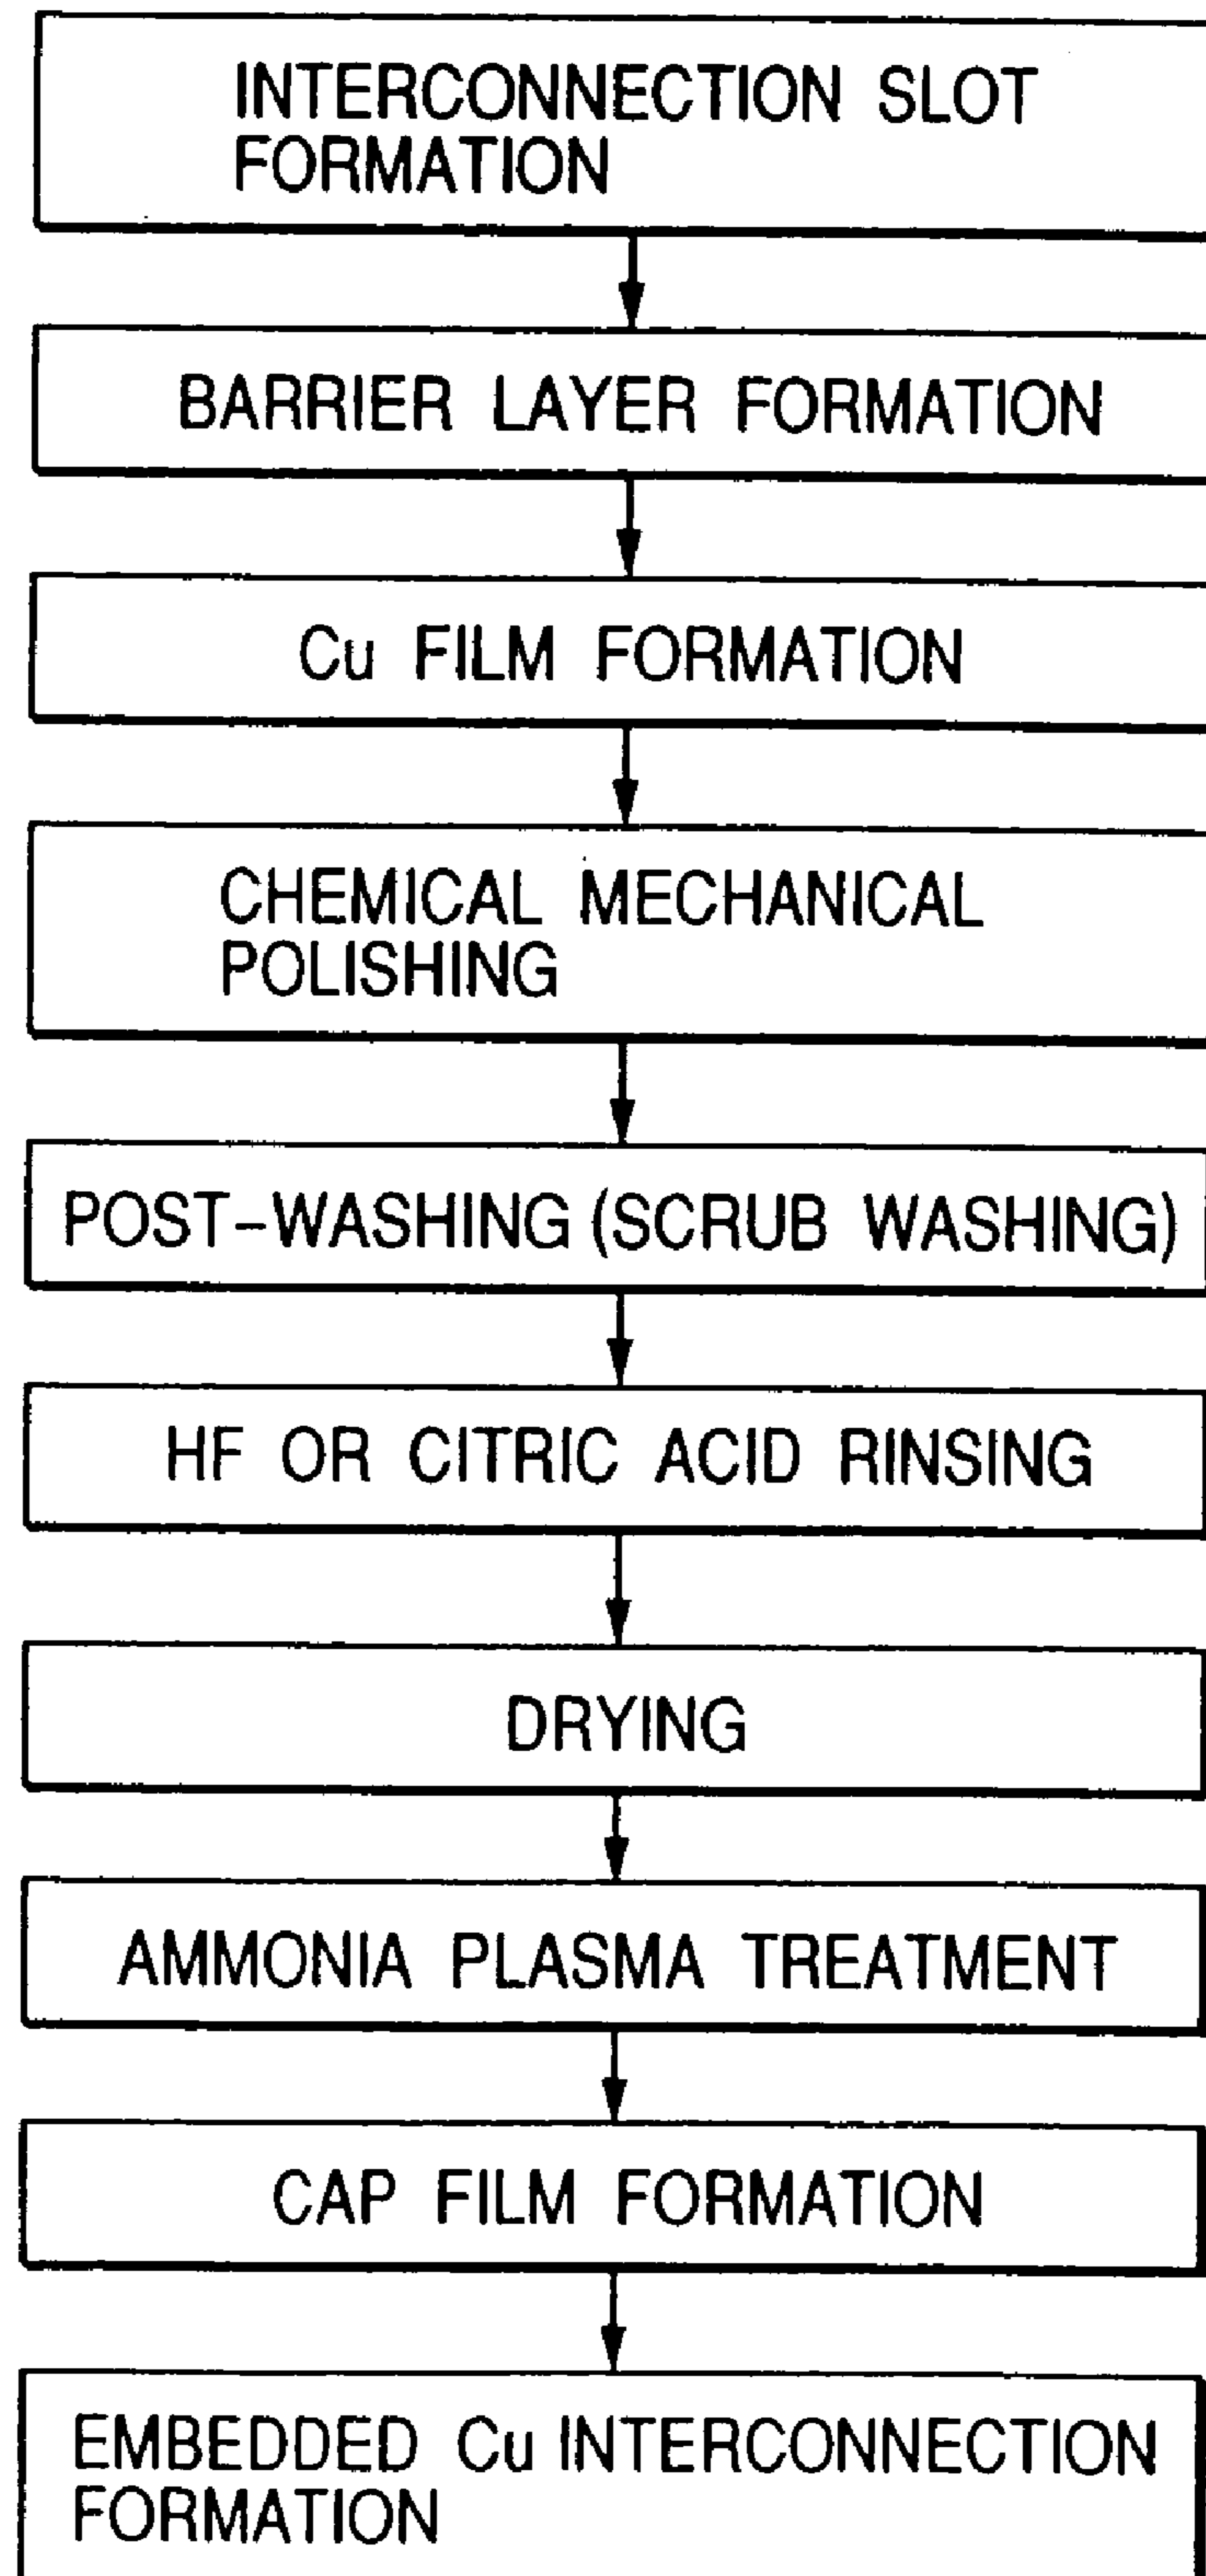 INTERCONNECTION SLOT
FORMATION
BARRIER LAYER FORMATION
Cu FILM FORMATION
CHEMICAL MECHANICAL
POLISHING
POST-WASHING (SCRUB WASHING)
HF OR CITRIC ACID RINSING
DRYING
AMMONIA PLASMA TREATMENT
CAP FILM FORMATION
EMBEDDED Cu INTERCONNECTION
FORMATION